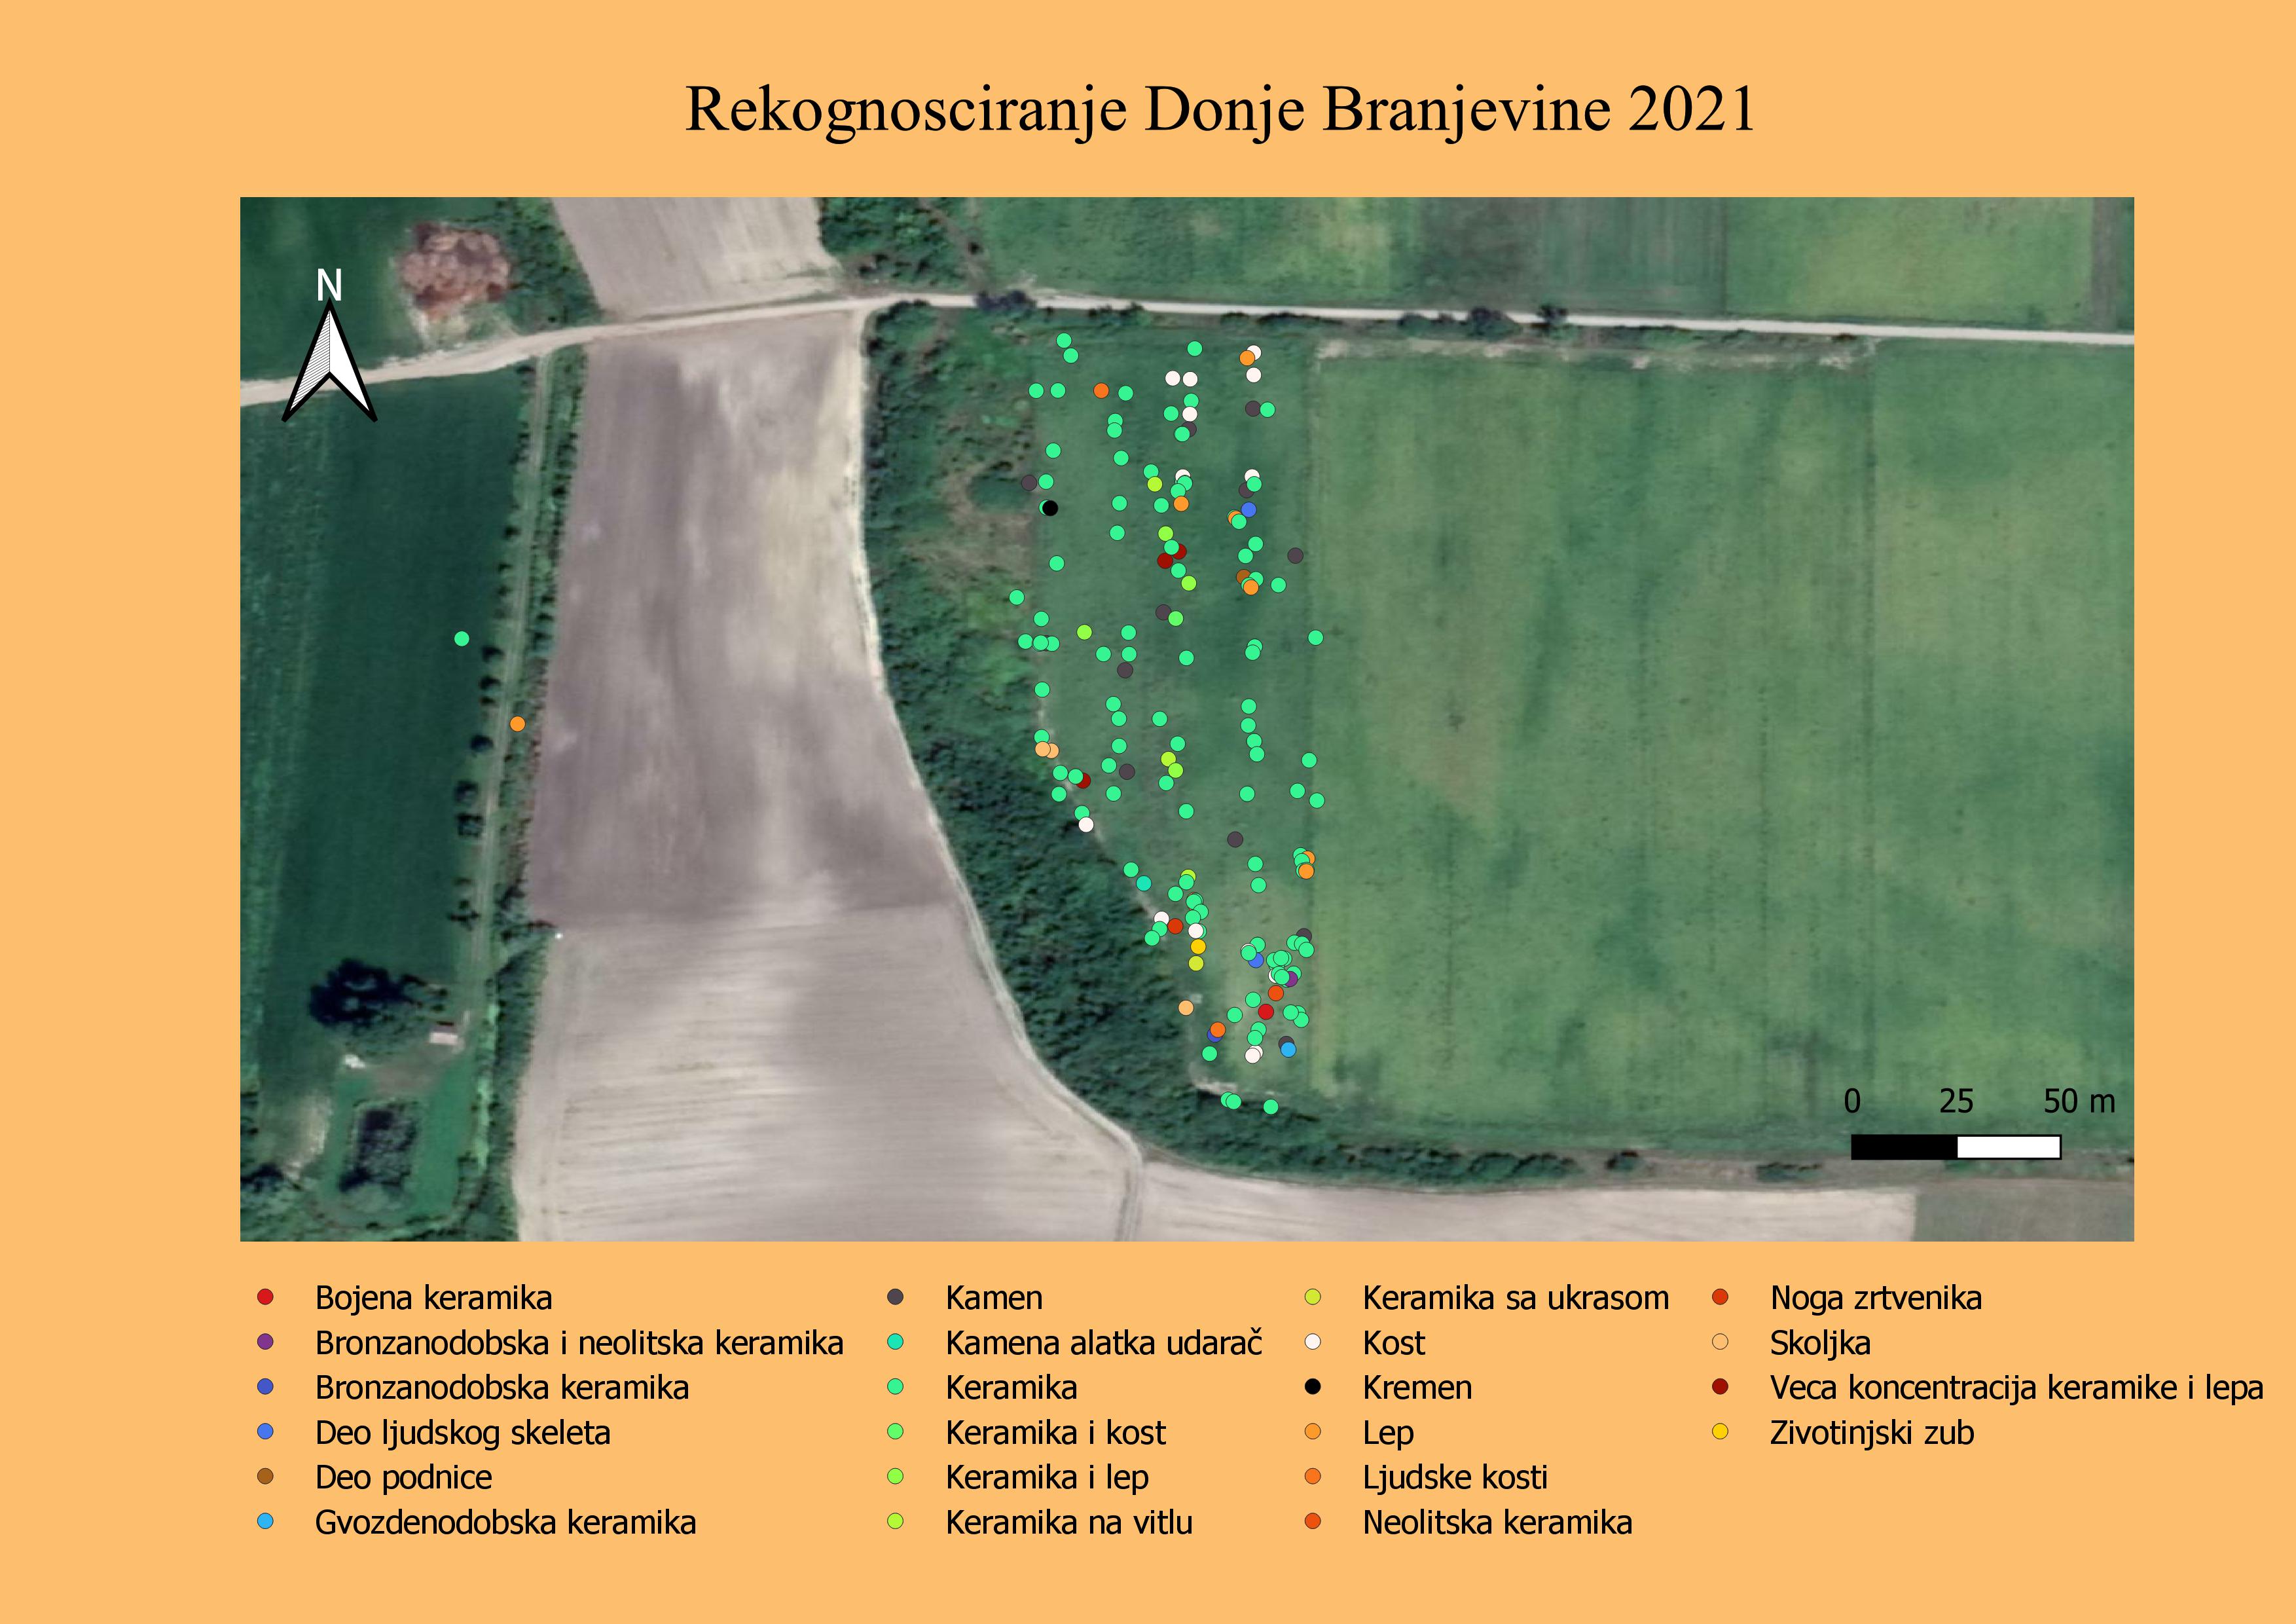 Rekognosciranje Donje Branjevine 2021
N
0 25 50 m
Bojena keramika
Bronzanodobska i neolitska keramika
Bronzanodobska keramika
Deo ljudskog skeleta
Deo podnice
Gvozdenodobska keramika
Kamen
Kamena alatka udarač
Keramika
Keramika i kost
Keramika i lep
Keramika na vitlu
Keramika sa ukrasom
Kost
Kremen
Lep
Ljudske kosti
Neolitska keramika
Noga zrtvenika
Skoljka
Veca koncentracija keramike i lepa
Zivotinjski zub